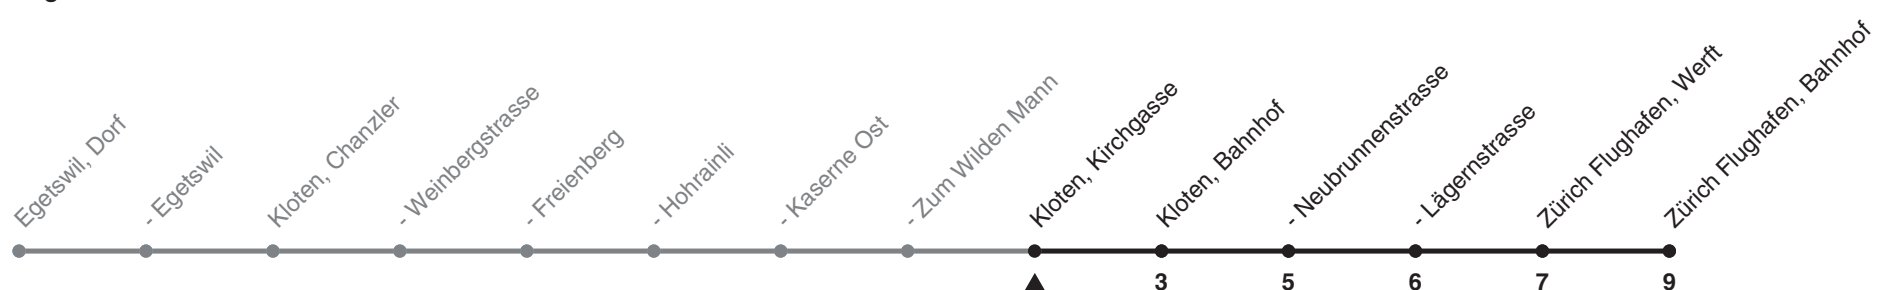 Egetswil, Dorf
- Egetswil
Kloten, Chanzler
- Weinbergstrasse
- Freienberg
- Hohrainli
- Kaserne Ost
- Zum Wilden Mann
Kloten, Kirchgasse
Kloten, Bahnhof
- Neubrunnenstrasse
- Lägernstrasse
Zürich Flughafen, Werft
Zürich Flughafen, Bahnhof
3 5 6 7 9